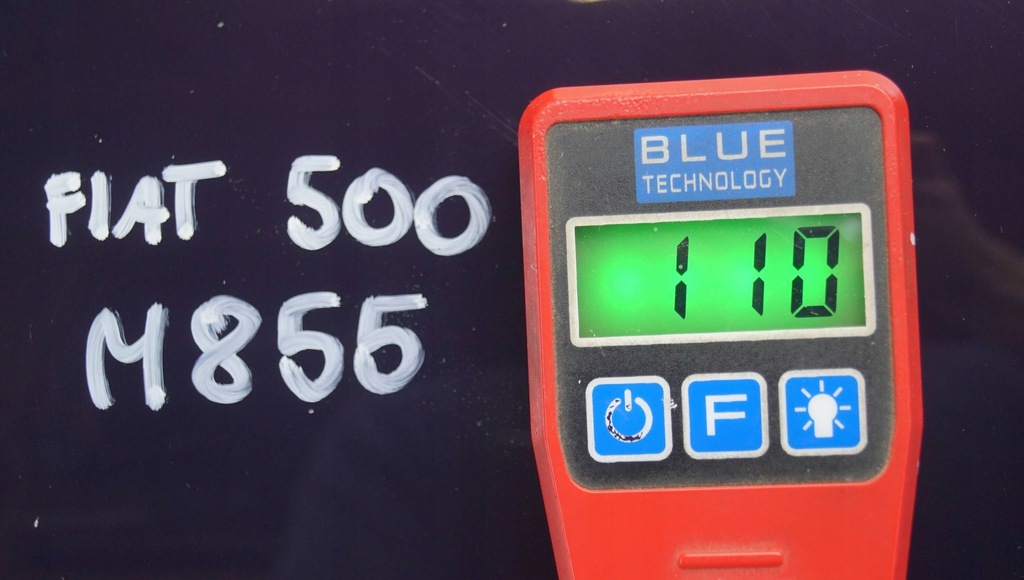 FIAT 500
M855
BLUE
TECHNOLOGY
110
F